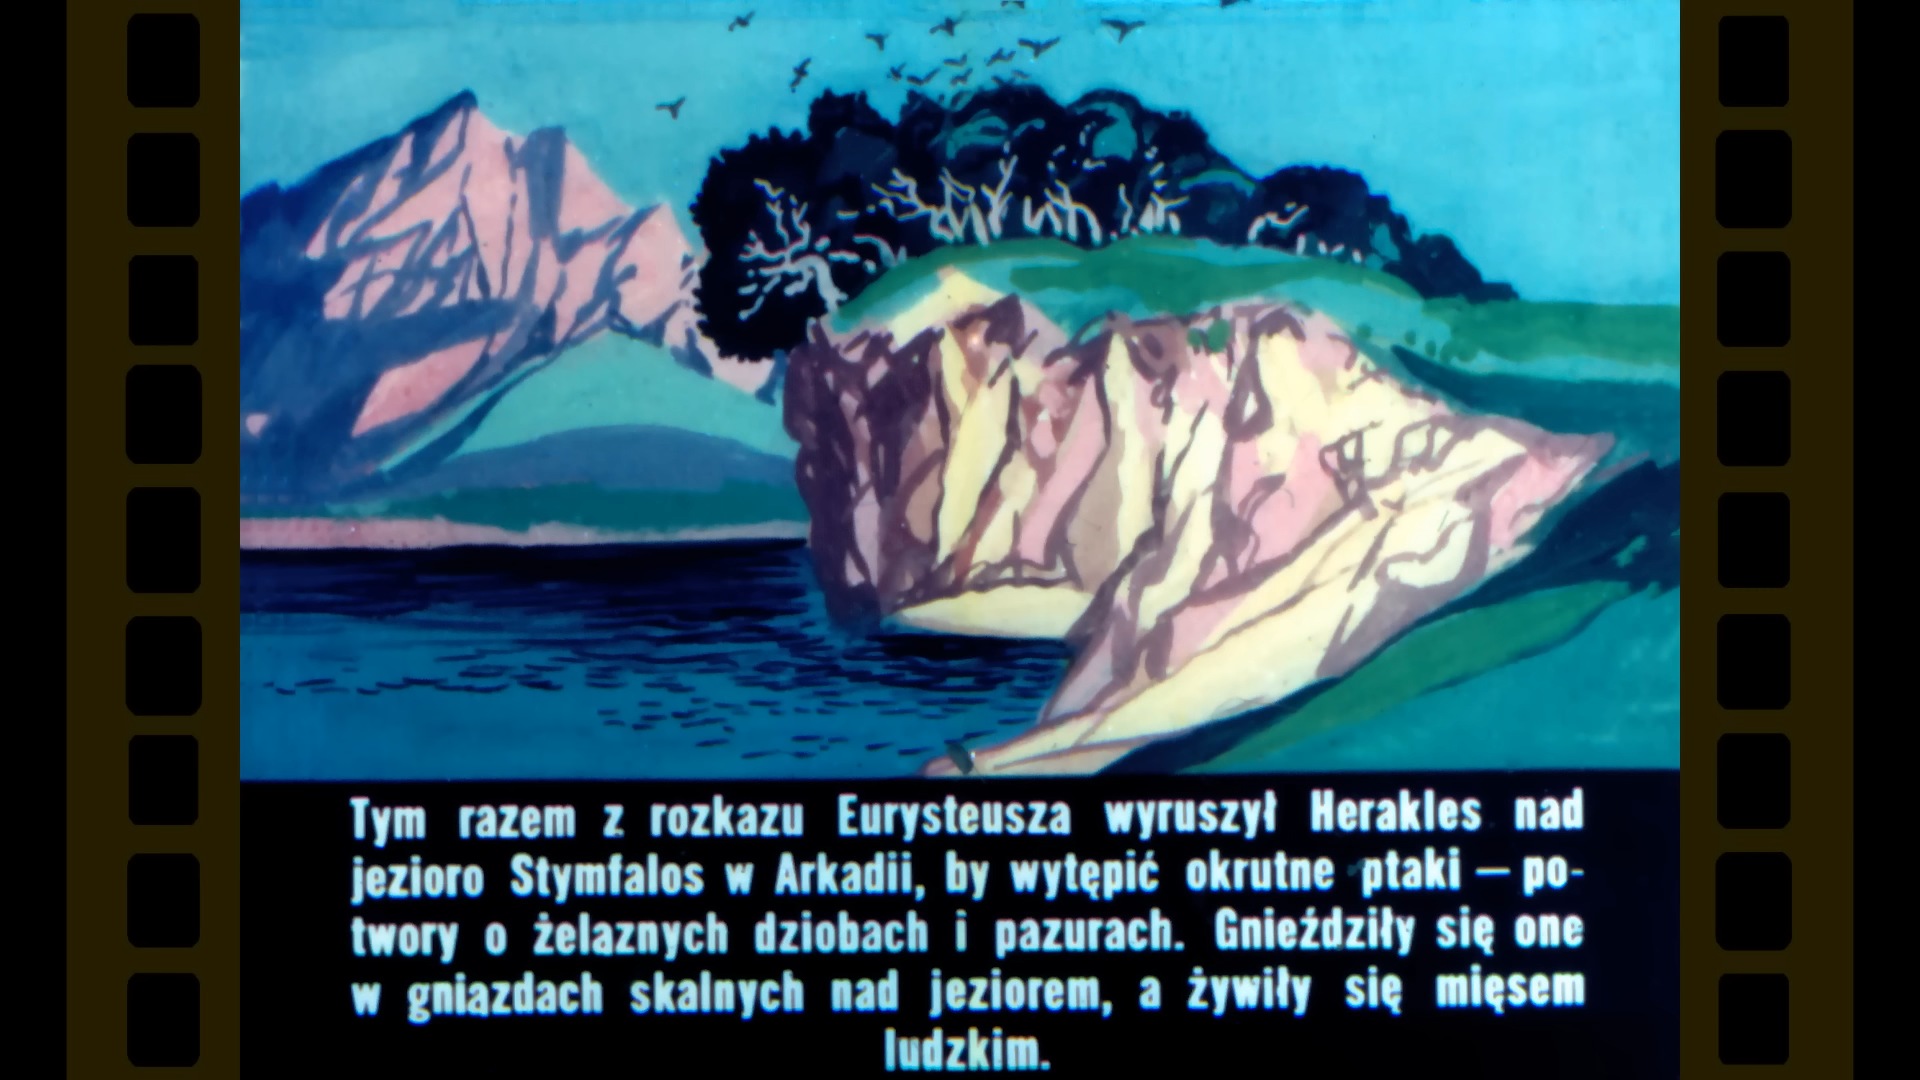 Tym razem z rozkazu Eurysteusza wyruszył Herakles nad
jezioro Stymfalos w Arkadii, by wytępić okrutne ptaki — po-
twory o żelaznych dziobach i pazurach. Gnieździły się one
w gniazdach skalnych nad jeziorem, a żywiły się mięsem
ludzkim.